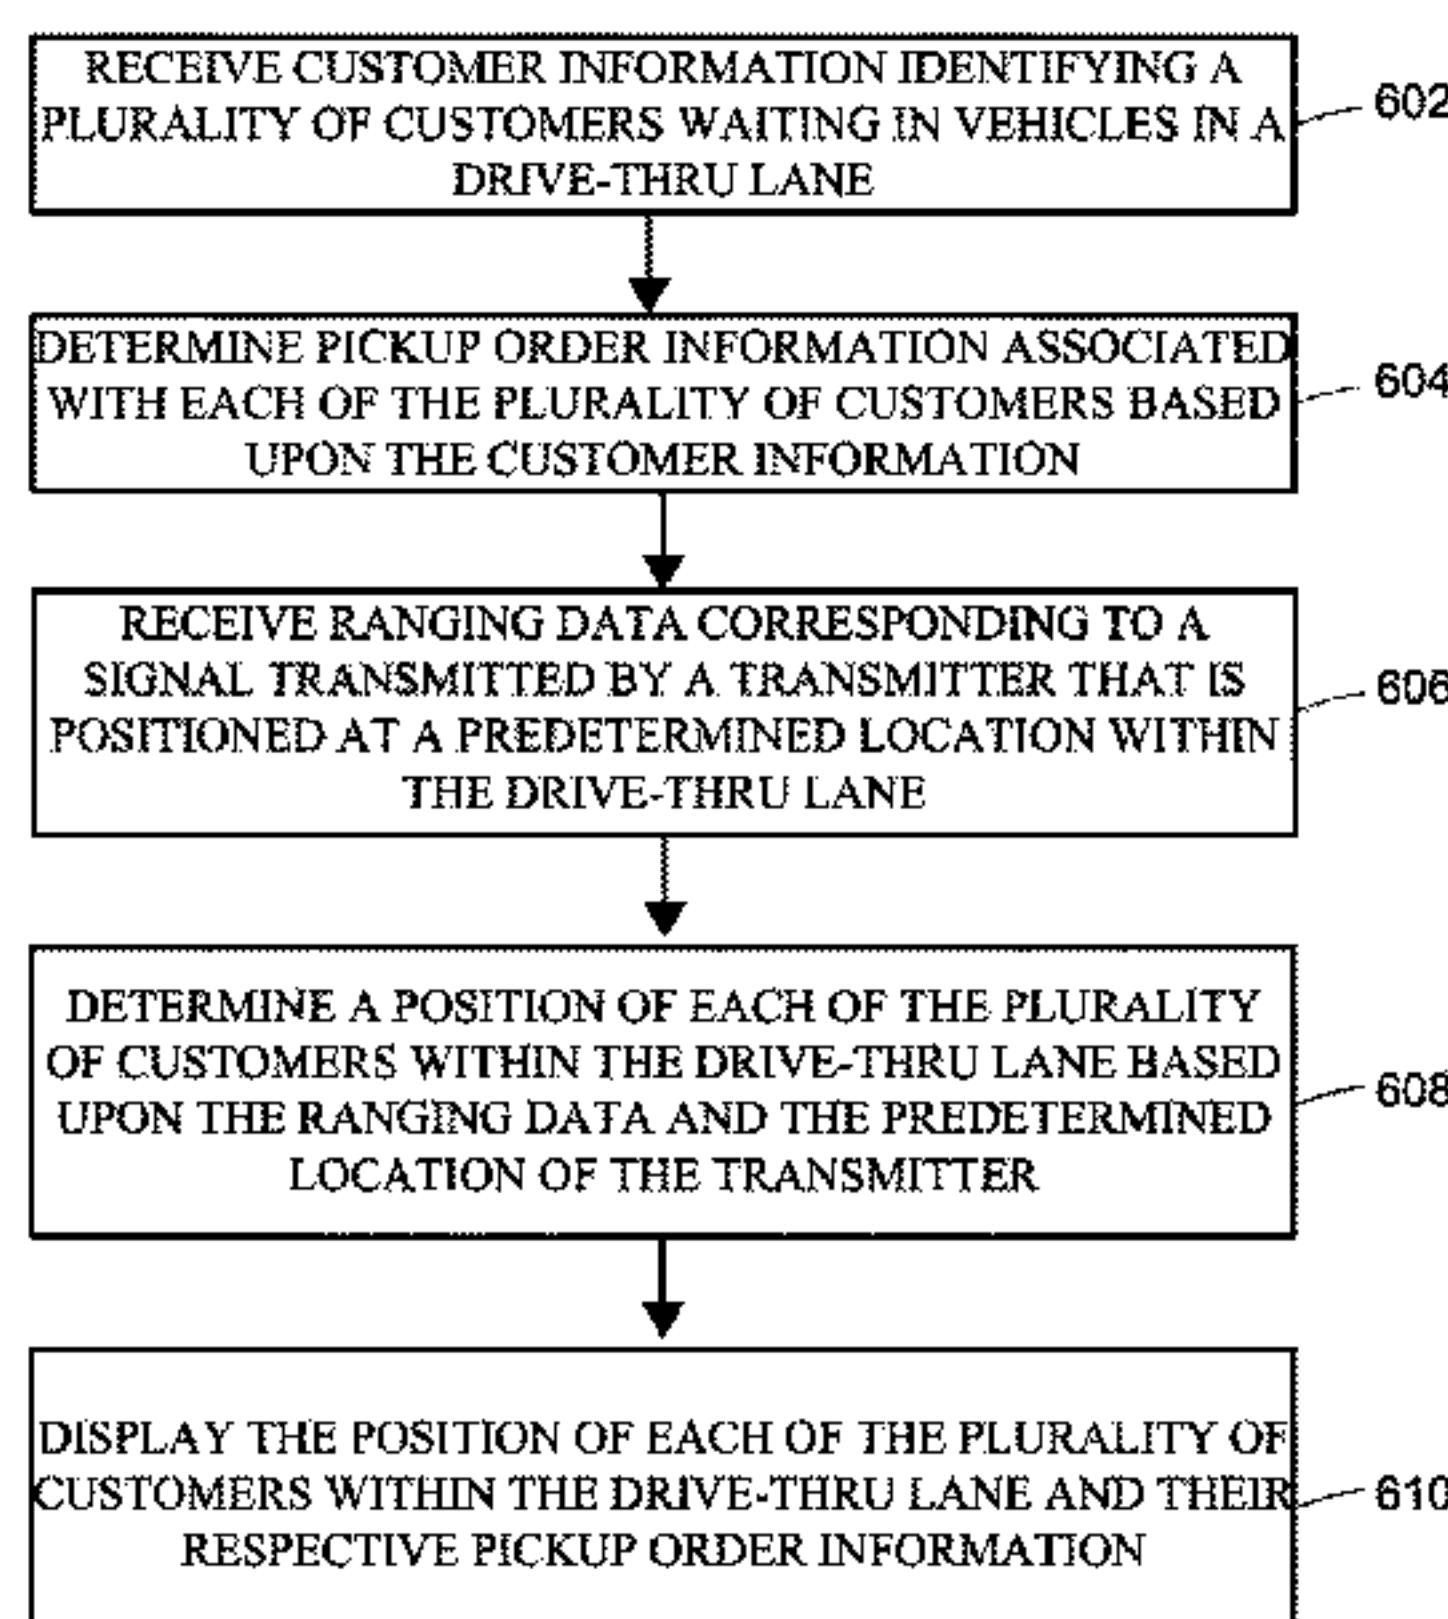 RECEIVE CUSTOMER INFORMATION IDENTIFYING A
PLURALITY OF CUSTOMERS WAITING IN VEHICLES IN A
DRIVE-THRU LANE
602
DETERMINE PICKUP ORDER INFORMATION ASSOCIATED
WITH EACH OF THE PLURALITY OF CUSTOMERS BASED
UPON THE CUSTOMER INFORMATION
604
RECEIVE RANGING DATA CORRESPONDING TO A
SIGNAL TRANSMITTED BY A TRANSMITTER THAT IS
POSITIONED AT A PREDETERMINED LOCATION WITHIN
THE DRIVE-THRU LANE
606
DETERMINE A POSITION OF EACH OF THE PLURALITY
OF CUSTOMERS WITHIN THE DRIVE-THRU LANE BASED
UPON THE RANGING DATA AND THE PREDETERMINED
LOCATION OF THE TRANSMITTER
608
DISPLAY THE POSITION OF EACH OF THE PLURALITY OF
CUSTOMERS WITHIN THE DRIVE-THRU LANE AND THEIR
RESPECTIVE PICKUP ORDER INFORMATION
610